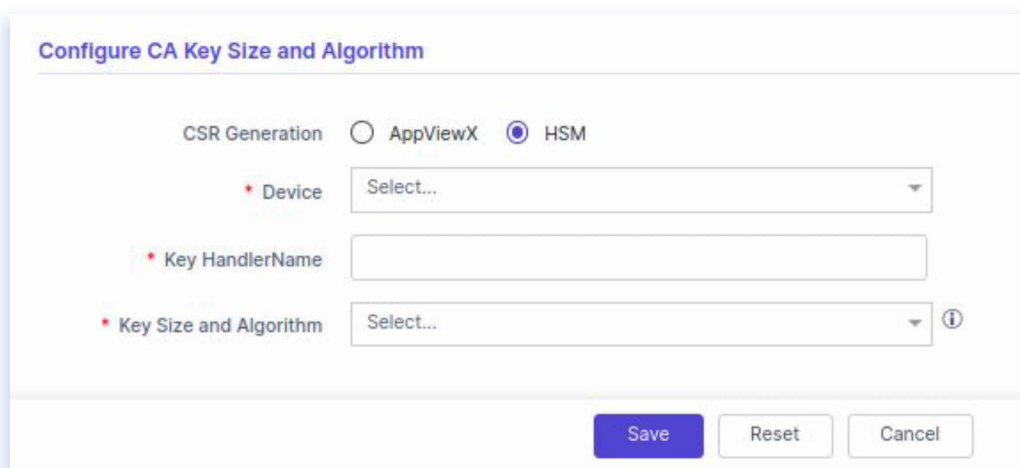 Configure CA Key Size and Algorithm
CSR Generation AppViewX HSM
* Device Select...
* Key HandlerName
* Key Size and Algorithm Select...
Save Reset Cancel